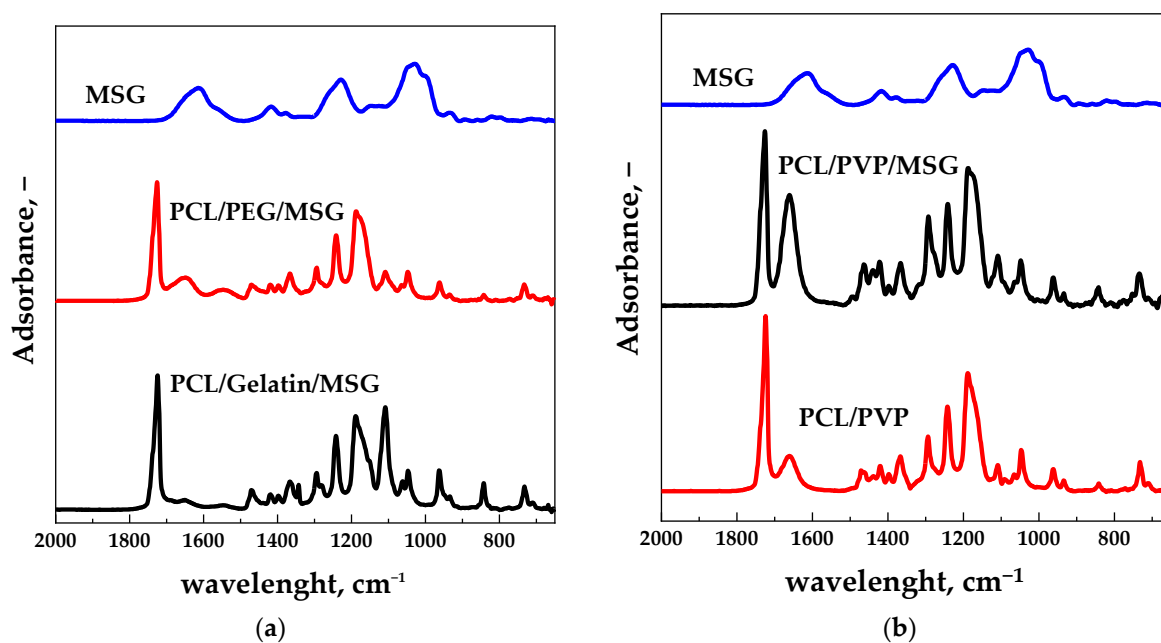 MSG
PCL/PEG/MSG
PCL/Gelatin/MSG
Adsorbance, –
2000 1800 1600 1400 1200 1000 800
wavelenght, cm⁻¹
(a)
MSG
PCL/PVP/MSG
PCL/PVP
Adsorbance, –
2000 1800 1600 1400 1200 1000 800
wavelenght, cm⁻¹
(b)